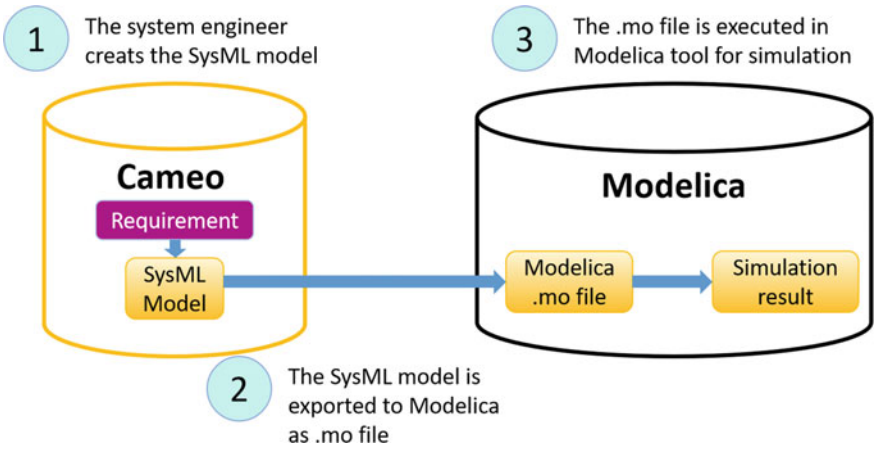 1
The system engineer
creats the SysML model
3
The .mo file is executed in
Modelica tool for simulation
Cameo
Requirement
SysML
Model
Modelica
Modelica
.mo file
Simulation
result
2
The SysML model is
exported to Modelica
as .mo file